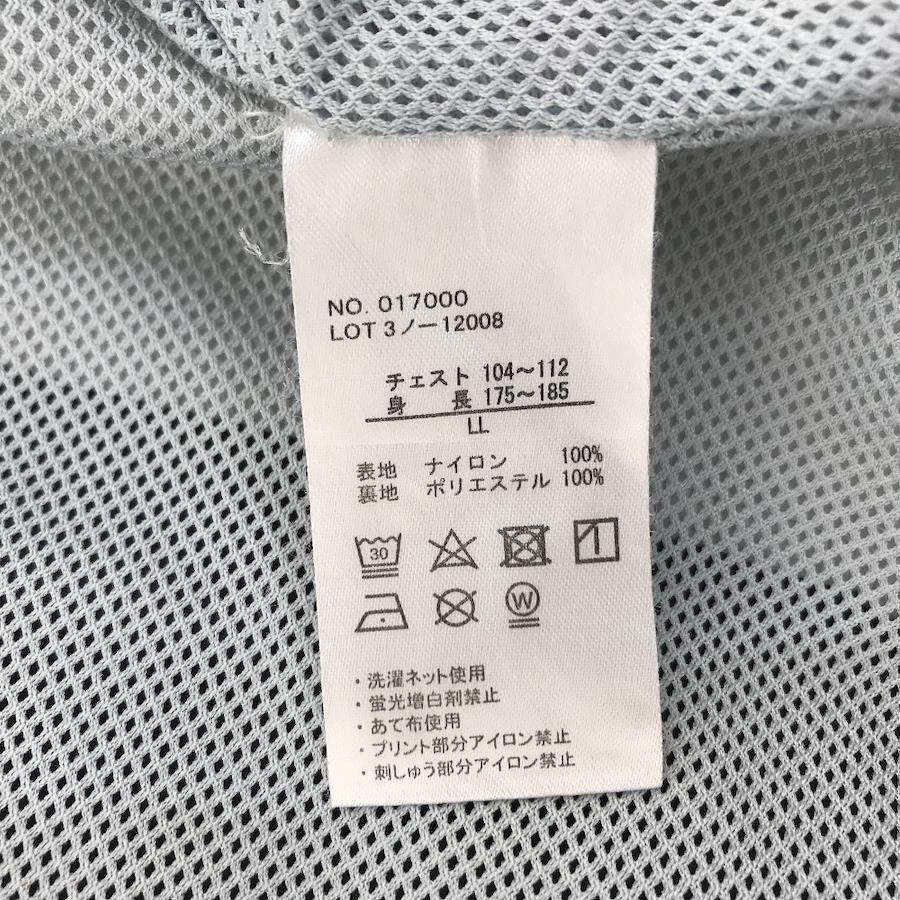 NO. 017000
LOT 3ノー12008
チェスト 104～112
身長 175～185
LL
表地 ナイロン 100%
裏地 ポリエステル 100%
30
W
・洗濯ネット使用
・蛍光増白剤禁止
・あて布使用
・プリント部分アイロン禁止
・刺しゅう部分アイロン禁止